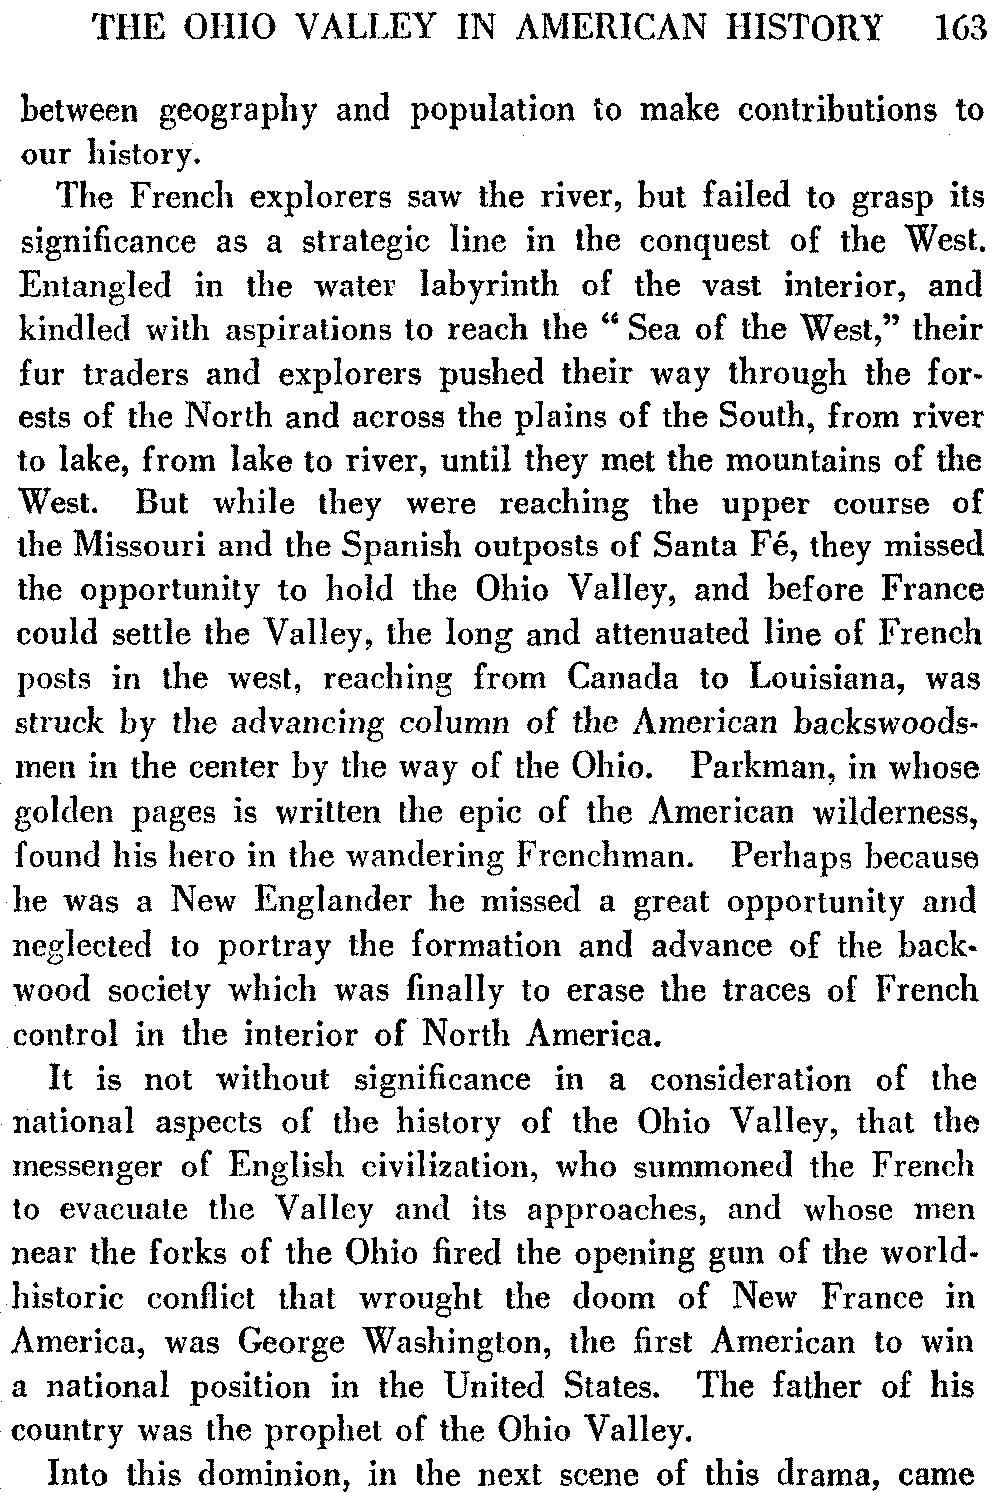 THE OHIO VALLEY IN AMERICAN HISTORY 163
between geography and population to make contributions to
our history.
The French explorers saw the river, but failed to grasp its
significance as a strategic line in the conquest of the West.
Entangled in the water labyrinth of the vast interior, and
kindled with aspirations to reach the “ Sea of the West,” their
fur traders and explorers pushed their way through the for-
ests of the North and across the plains of the South, from river
to lake, from lake to river, until they met the mountains of the
West. But while they were reaching the upper course of
the Missouri and the Spanish outposts of Santa Fé, they missed
the opportunity to hold the Ohio Valley, and before France
could settle the Valley, the long and attenuated line of French
posts in the west, reaching from Canada to Louisiana, was
struck by the advancing column of the American backswoods-
men in the center by the way of the Ohio. Parkman, in whose
golden pages is written the epic of the American wilderness,
found his hero in the wandering Frenchman. Perhaps because
he was a New Englander he missed a great opportunity and
neglected to portray the formation and advance of the back-
wood society which was finally to erase the traces of French
control in the interior of North America.
It is not without significance in a consideration of the
national aspects of the history of the Ohio Valley, that the
messenger of English civilization, who summoned the French
to evacuate the Valley and its approaches, and whose men
near the forks of the Ohio fired the opening gun of the world-
historic conflict that wrought the doom of New France in
America, was George Washington, the first American to win
a national position in the United States. The father of his
country was the prophet of the Ohio Valley.
Into this dominion, in the next scene of this drama, came